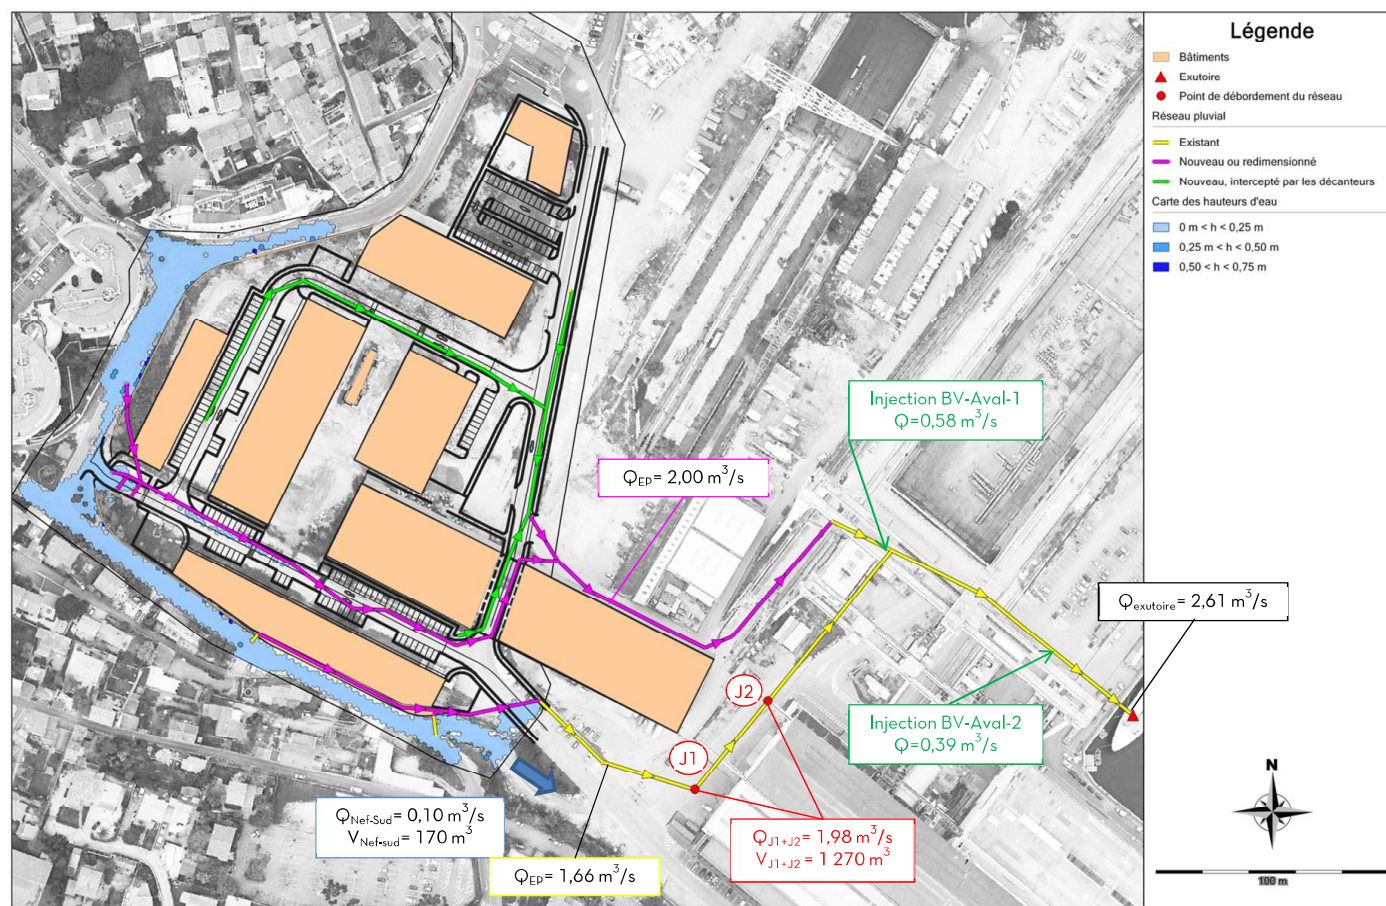 Légende
Bâtiments
Exutoire
Point de débordement du réseau
Réseau pluvial
Existant
Nouveau ou redimensionné
Nouveau, intercepté par les décanteurs
Carte des hauteurs d'eau
0 m < h < 0,25 m
0,25 m < h < 0,50 m
0,50 < h < 0,75 m
Injection BV-Aval-1
Q=0,58 m³/s
QEP= 2,00 m³/s
Qexutoire= 2,61 m³/s
J2
Injection BV-Aval-2
Q=0,39 m³/s
J1
QNef-Sud= 0,10 m³/s
VNef-sud= 170 m³
QJ1+J2= 1,98 m³/s
VJ1+J2= 1 270 m³
QEP= 1,66 m³/s
N
100 m